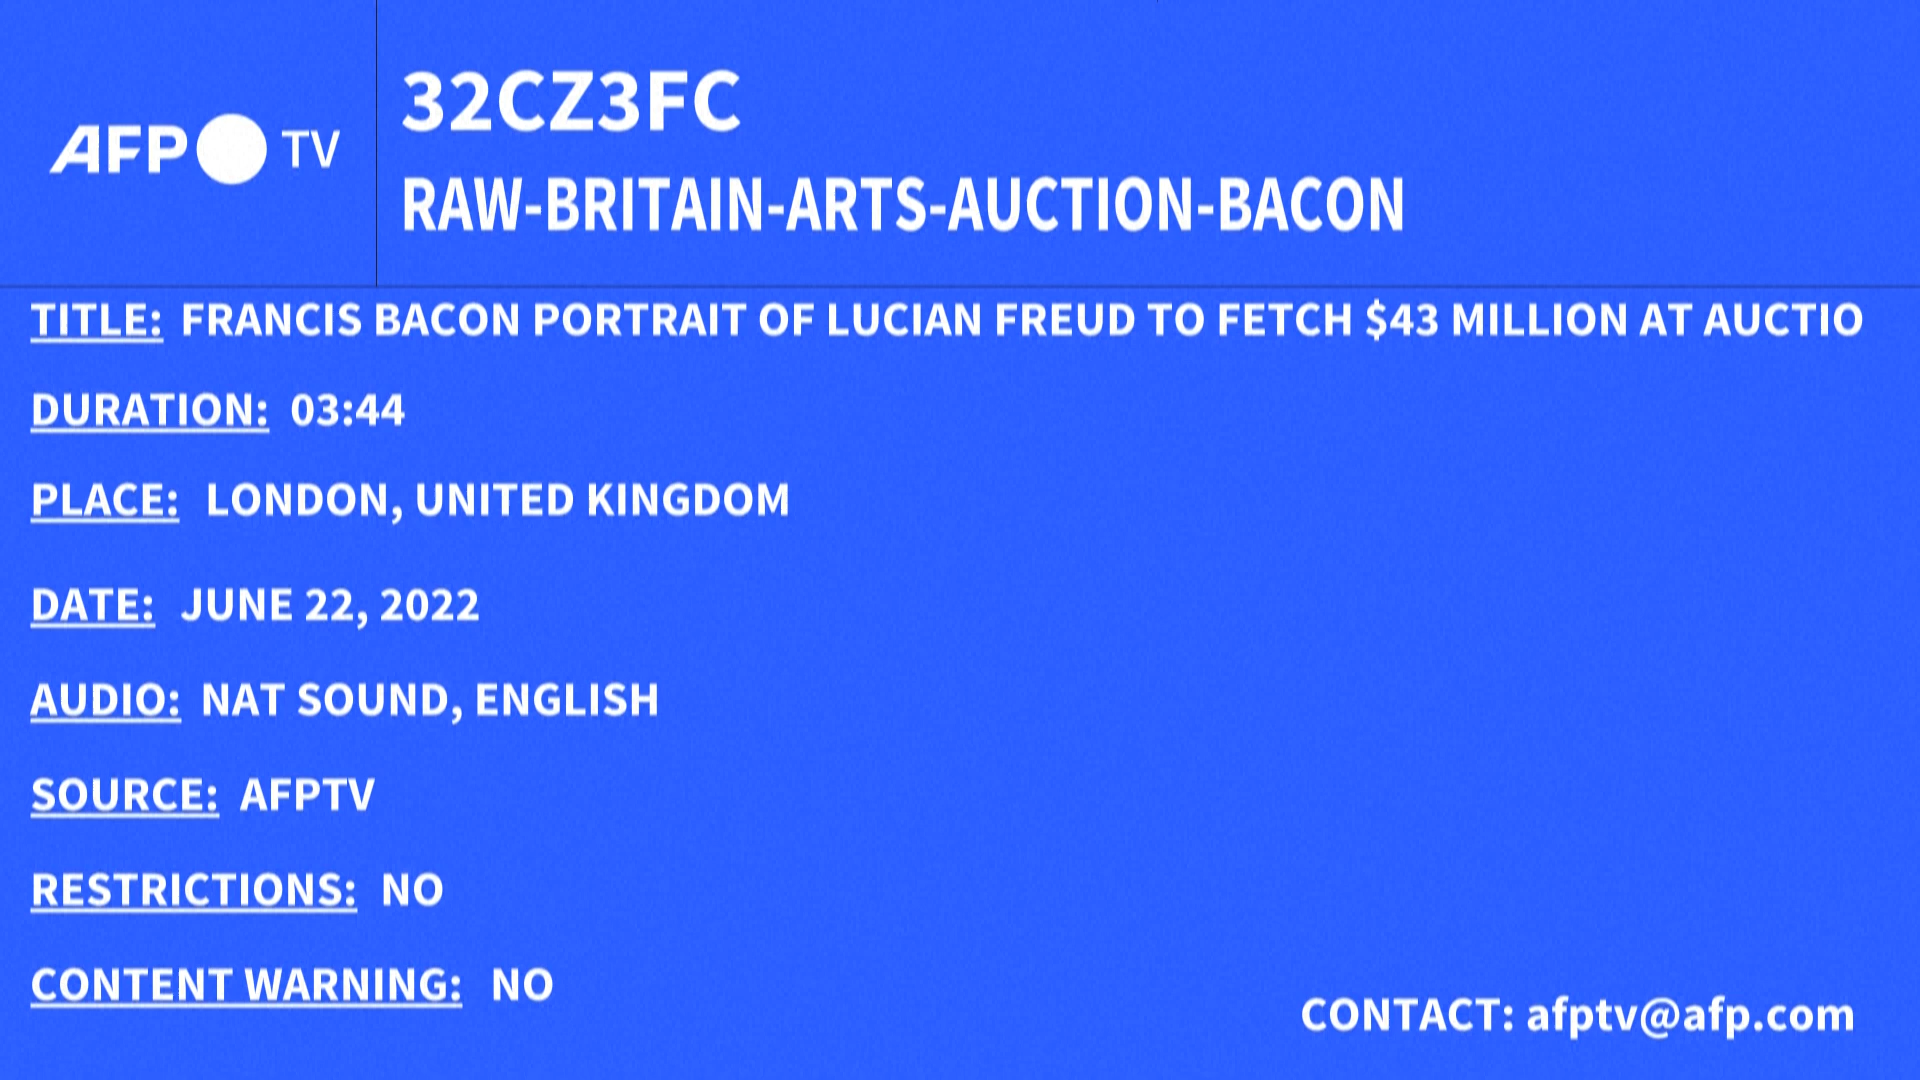 AFP TV
32CZ3FC
RAW-BRITAIN-ARTS-AUCTION-BACON
TITLE: FRANCIS BACON PORTRAIT OF LUCIAN FREUD TO FETCH $43 MILLION AT AUCTIO
DURATION: 03:44
PLACE: LONDON, UNITED KINGDOM
DATE: JUNE 22, 2022
AUDIO: NAT SOUND, ENGLISH
SOURCE: AFPTV
RESTRICTIONS: NO
CONTENT WARNING: NO
CONTACT: afptv@afp.com